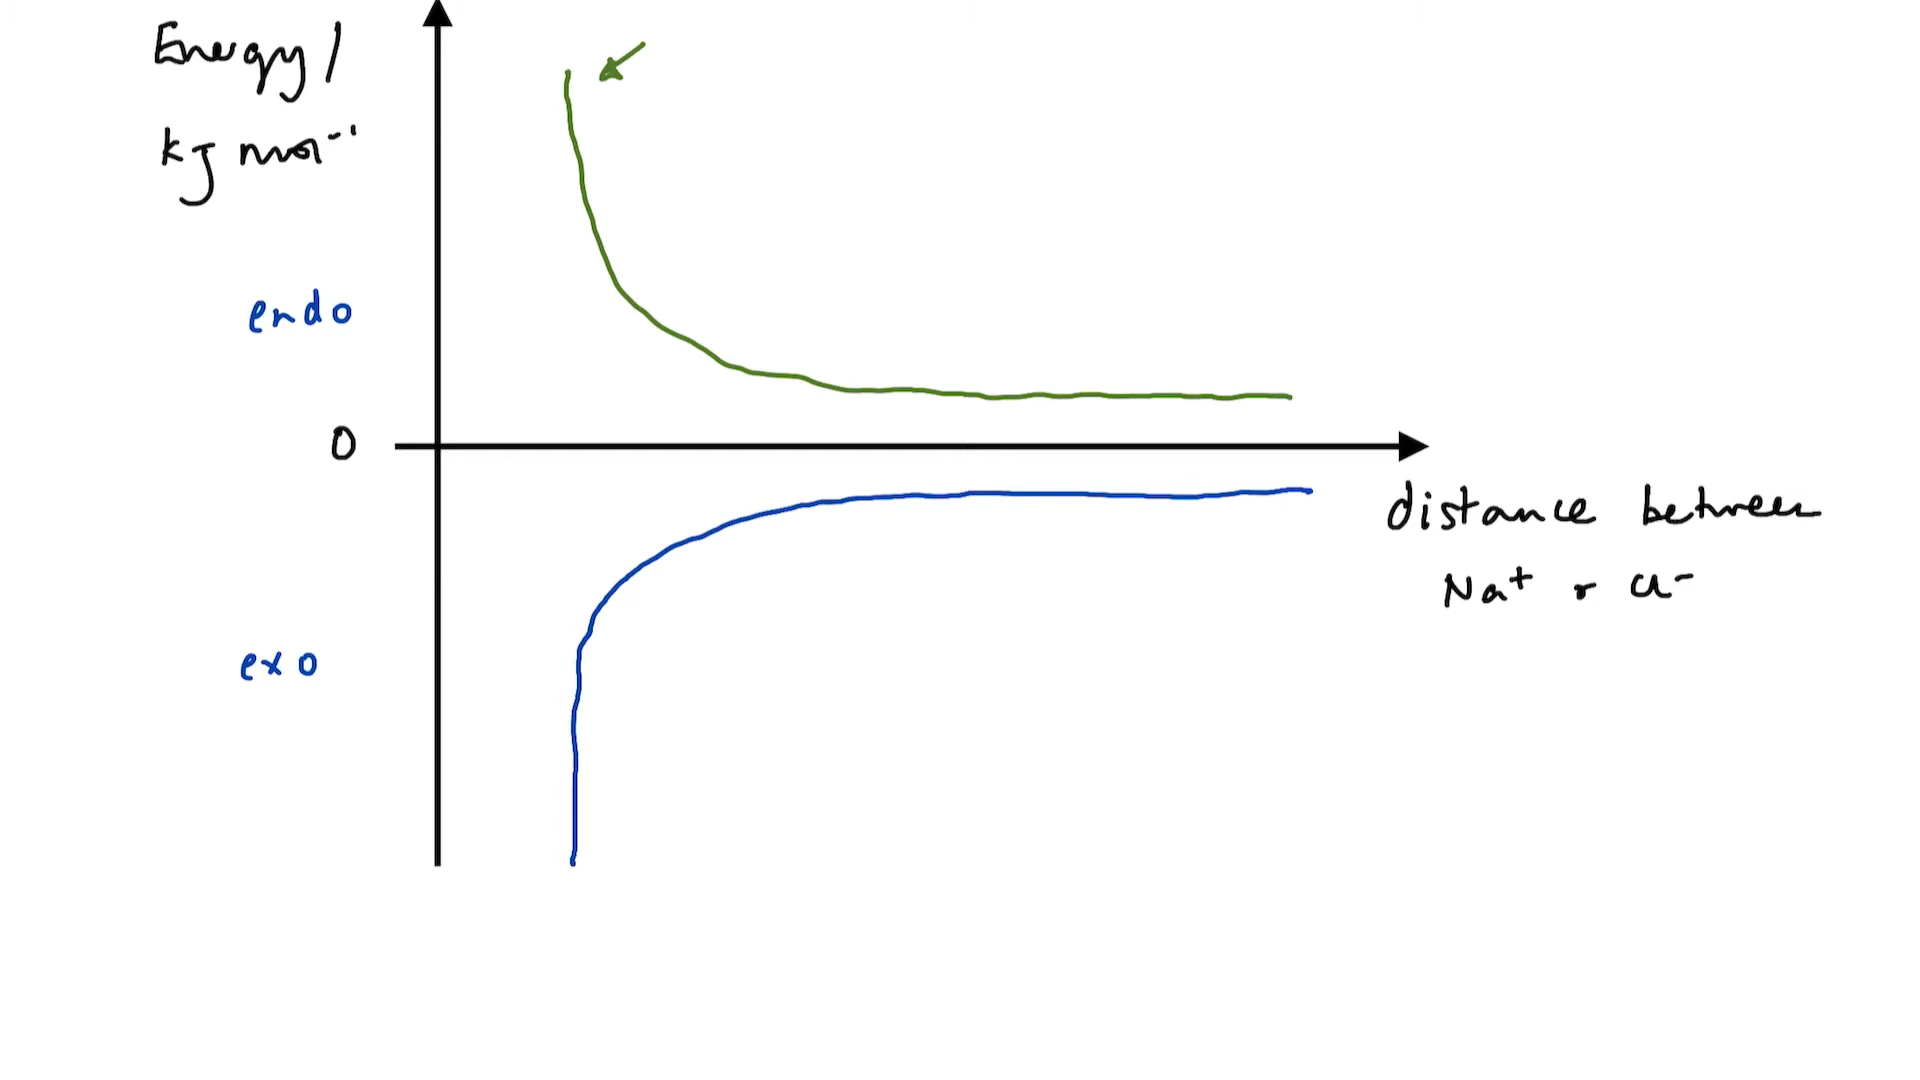 Energy /
kJ mol⁻¹
endo
0
distance between
Na⁺ & Cl⁻
exo